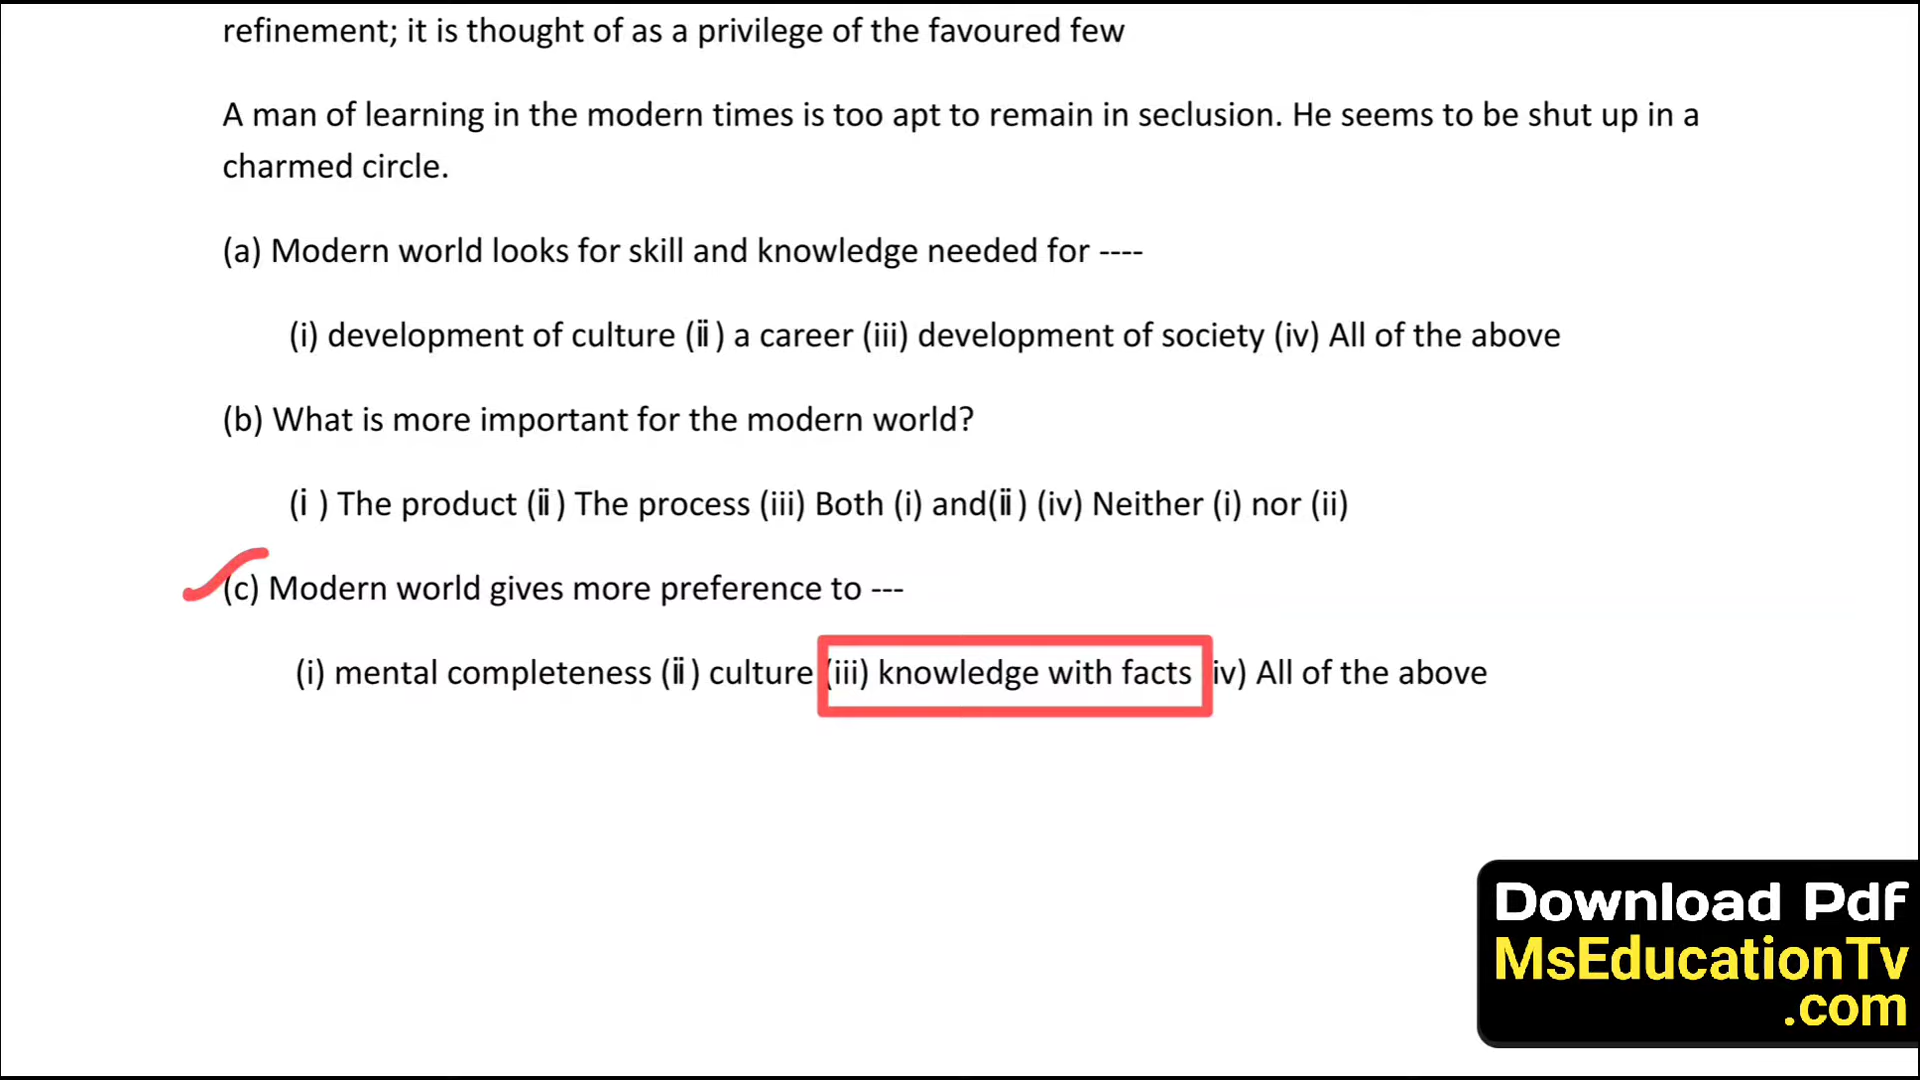 refinement; it is thought of as a privilege of the favoured few
A man of learning in the modern times is too apt to remain in seclusion. He seems to be shut up in a
charmed circle.
(a) Modern world looks for skill and knowledge needed for ----
(i) development of culture (ⅱ) a career (iii) development of society (iv) All of the above
(b) What is more important for the modern world?
(ⅰ ) The product (ⅱ) The process (iii) Both (i) and(ⅱ) (iv) Neither (i) nor (ii)
(c) Modern world gives more preference to ---
(i) mental completeness (ⅱ) culture (iii) knowledge with facts iv) All of the above
Download Pdf
MsEducationTv
.com